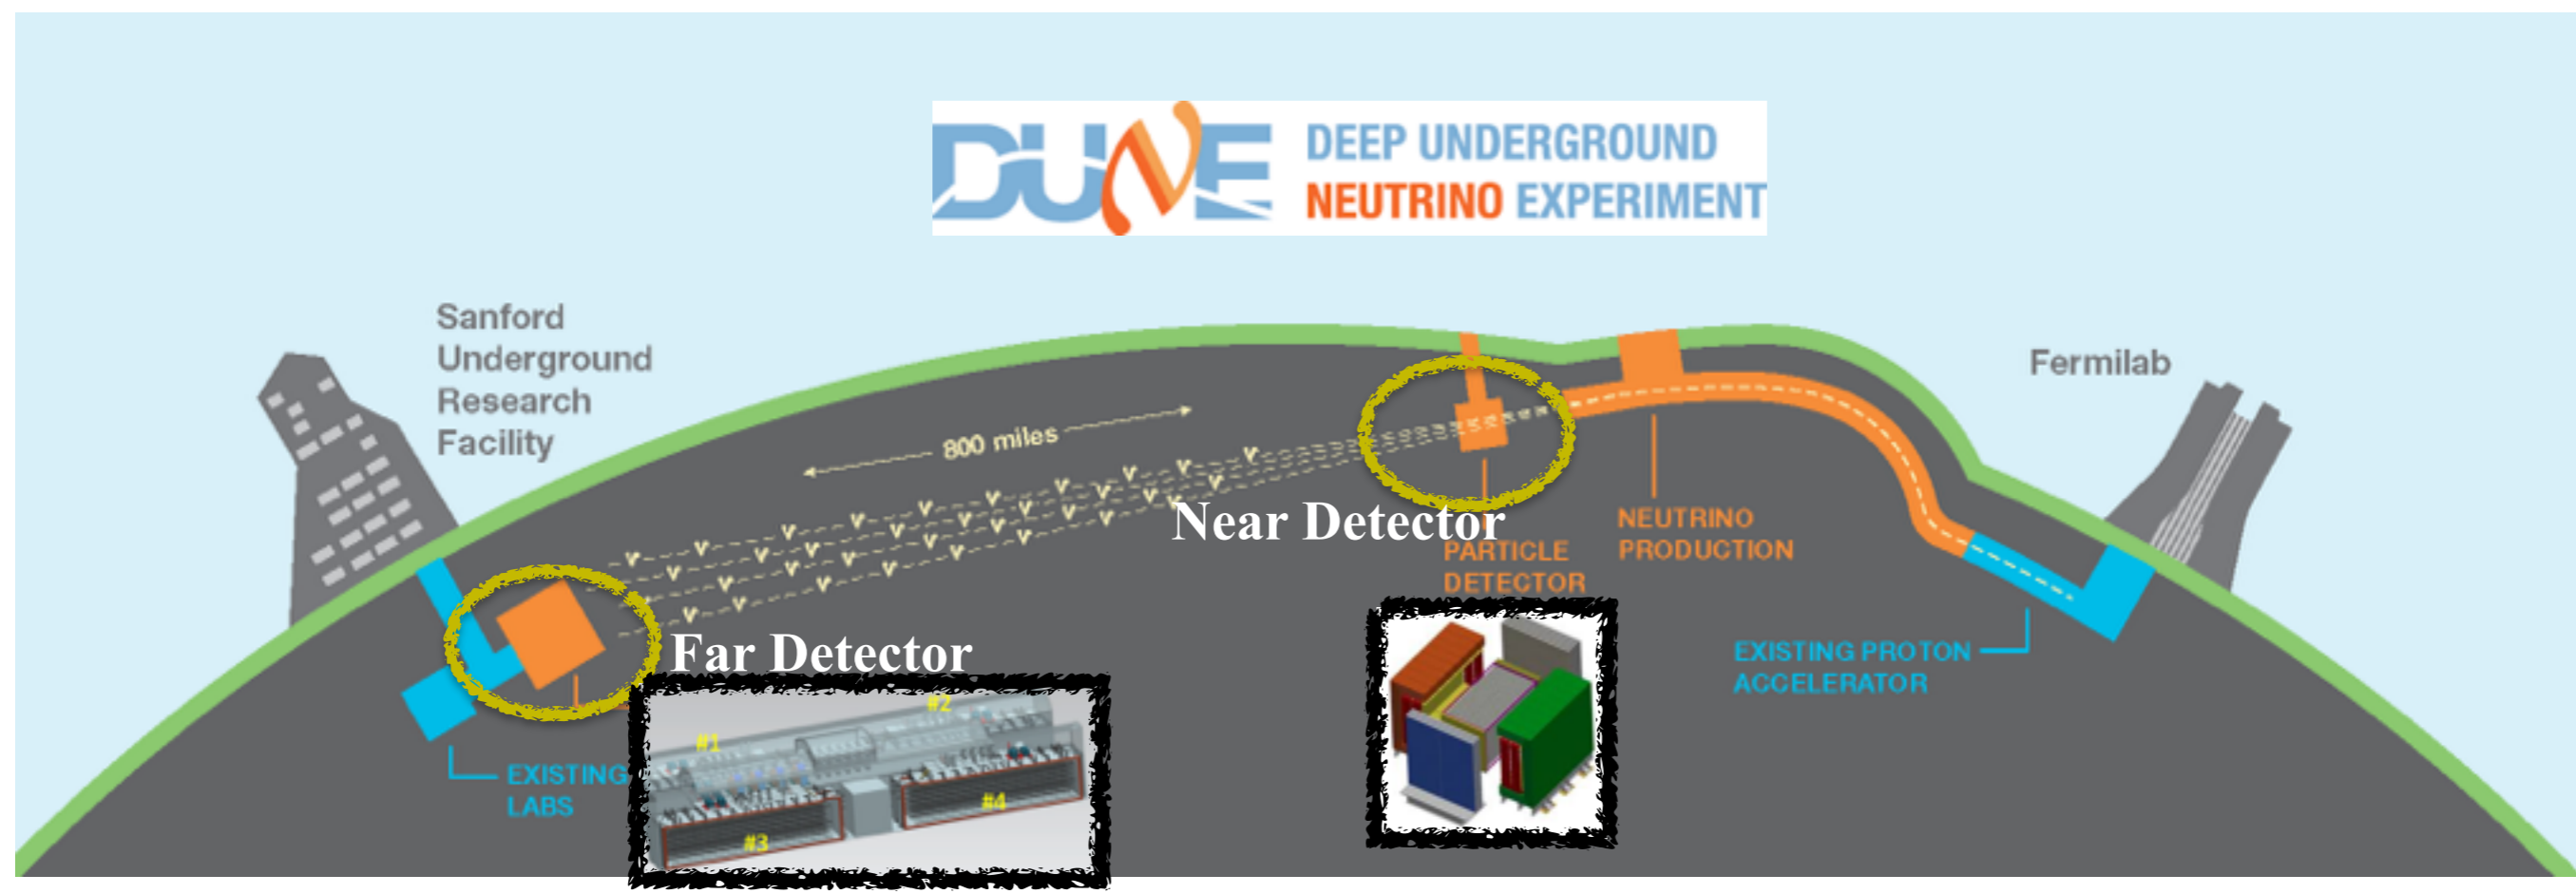 DUNE
DEEP UNDERGROUND
NEUTRINO EXPERIMENT
Sanford
Underground
Research
Facility
Fermilab
800 miles
Near Detector
PARTICLE
DETECTOR
NEUTRINO
PRODUCTION
Far Detector
EXISTING PROTON
ACCELERATOR
EXISTING
LABS
#1
#2
#3
#4